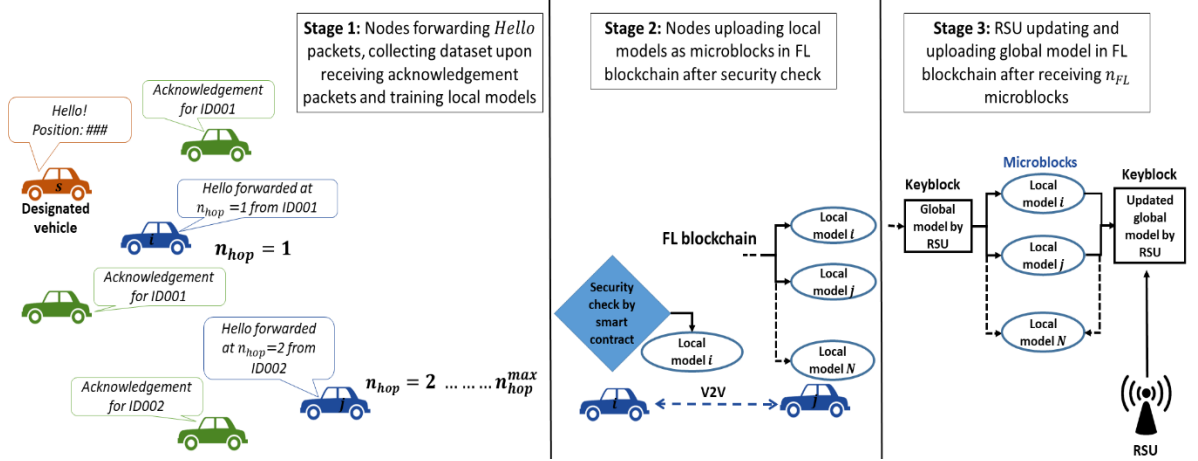 Stage 1: Nodes forwarding Hello
packets, collecting dataset upon
receiving acknowledgement
packets and training local models
Acknowledgement
for ID001
Hello!
Position: ###
s
Designated
vehicle
Hello forwarded at
n_hop =1 from ID001
i
n_hop = 1
Acknowledgement
for ID001
Hello forwarded
at n_hop=2 from
ID002
j
n_hop = 2 … … … n_hop^max
Acknowledgement
for ID002
Stage 2: Nodes uploading local
models as microblocks in FL
blockchain after security check
FL blockchain
Local
model i
Local
model j
Local
model N
Security
check by
smart
contract
Local
model i
i
V2V
j
Stage 3: RSU updating and
uploading global model in FL
blockchain after receiving n_FL
microblocks
Microblocks
Keyblock
Global
model by
RSU
Local
model i
Local
model j
Local
model N
Keyblock
Updated
global
model by
RSU
RSU